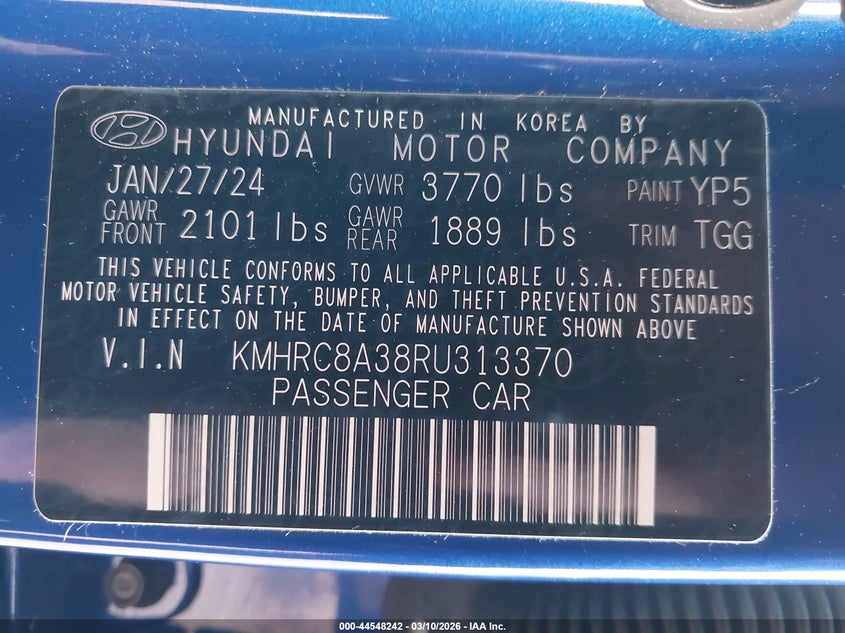 MANUFACTURED IN KOREA BY
HYUNDAI MOTOR COMPANY
JAN/27/24 GVWR 3770 lbs PAINT YP5
GAWR FRONT 2101 lbs GAWR REAR 1889 lbs TRIM TGG
THIS VEHICLE CONFORMS TO ALL APPLICABLE U.S.A. FEDERAL
MOTOR VEHICLE SAFETY, BUMPER, AND THEFT PREVENTION STANDARDS
IN EFFECT ON THE DATE OF MANUFACTURE SHOWN ABOVE
V.I.N KMHRC8A38RU313370
PASSENGER CAR
000-44548242 - 03/10/2026 - IAA Inc.